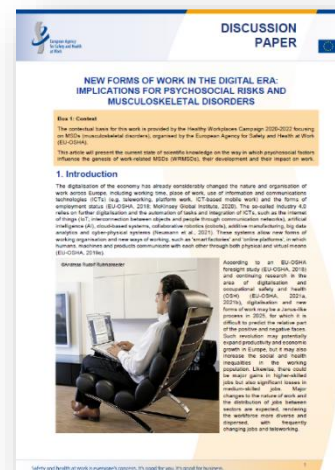 European Agency
for Safety and Health
at Work
DISCUSSION
PAPER
NEW FORMS OF WORK IN THE DIGITAL ERA:
IMPLICATIONS FOR PSYCHOSOCIAL RISKS AND
MUSCULOSKELETAL DISORDERS
Box 1: Context
The contextual basis for this work is provided by the Healthy Workplaces Campaign 2020-2022 focusing
on MSDs (musculoskeletal disorders), organised by the European Agency for Safety and Health at Work
(EU-OSHA).
This article will present the current state of scientific knowledge on the way in which psychosocial factors
influence the genesis of work-related MSDs (WRMSDs), their development and their impact on work.
1. Introduction
The digitalisation of the economy has already considerably changed the nature and organisation of
work across Europe, including working time, place of work, use of information and communications
technologies (ICTs) (e.g. teleworking, platform work, ICT-based mobile work) and the forms of
employment status (EU-OSHA, 2018; McKinsey Global Institute, 2020). The so-called Industry 4.0
relies on further digitalisation and the automation of tasks and integration of ICTs, such as the internet
of things (IoT; interconnection between objects and people through communication networks), artificial
intelligence (AI), cloud-based systems, collaborative robotics (cobots), additive manufacturing, big data
analytics and cyber-physical systems
These systems allow new forms of
working organisation and new ways of working, such as 'smart factories' and 'online platforms', in which
humans, machines and products communicate with each other through both physical and virtual means
According to an EU-OSHA
foresight study (EU-OSHA, 2018)
and continuing research in the
area of digitalisation and
occupational safety and health
(OSH) (EU-OSHA, 2021a,
2021b), digitalisation and new
forms of work may be a Janus-like
process in 2025, for which it is
difficult to predict the relative part
of the positive and negative faces.
Such revolution may potentially
expand productivity and economic
growth in Europe, but it may also
increase the social and health
inequalities in the working
population. Likewise, there could
be major gains in higher-skilled
jobs but also significant losses in
medium-skilled jobs. Major
changes to the nature of work and
the distribution of jobs between
sectors are expected, rendering
the workforce more diverse and
dispersed, with frequently
changing jobs and teleworking.
Safety and health at work is everyone's concern. It's good for you. It's good for business.
1